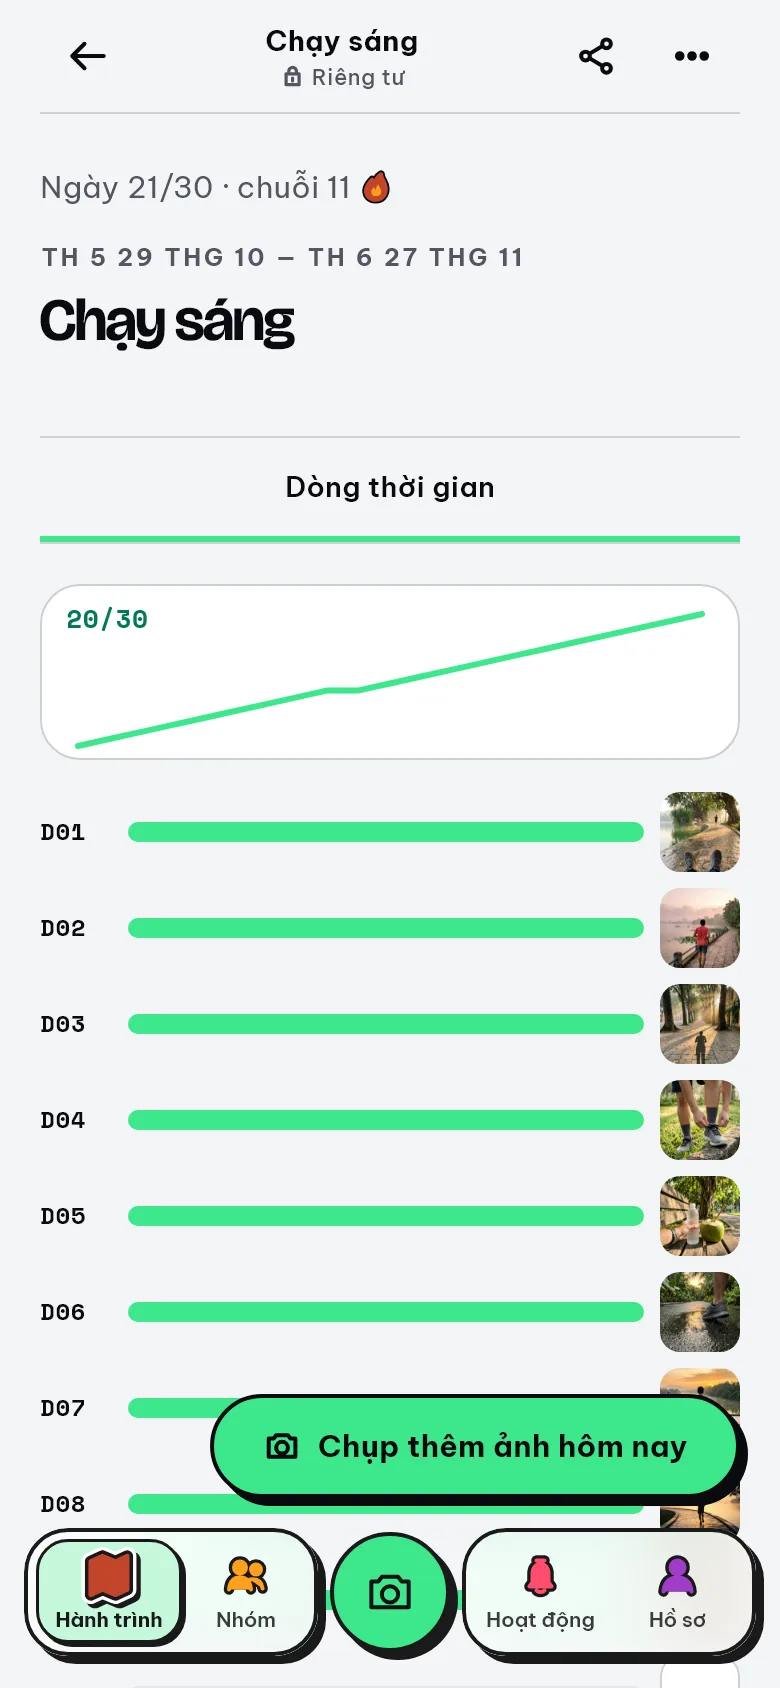 Chạy sáng
Riêng tư
Ngày 21/30 · chuỗi 11
TH 5 29 THG 10 – TH 6 27 THG 11
Chạy sáng
Dòng thời gian
20/30
D01
D02
D03
D04
D05
D06
D07
Chụp thêm ảnh hôm nay
D08
Hành trình
Nhóm
Hoạt động
Hồ sơ